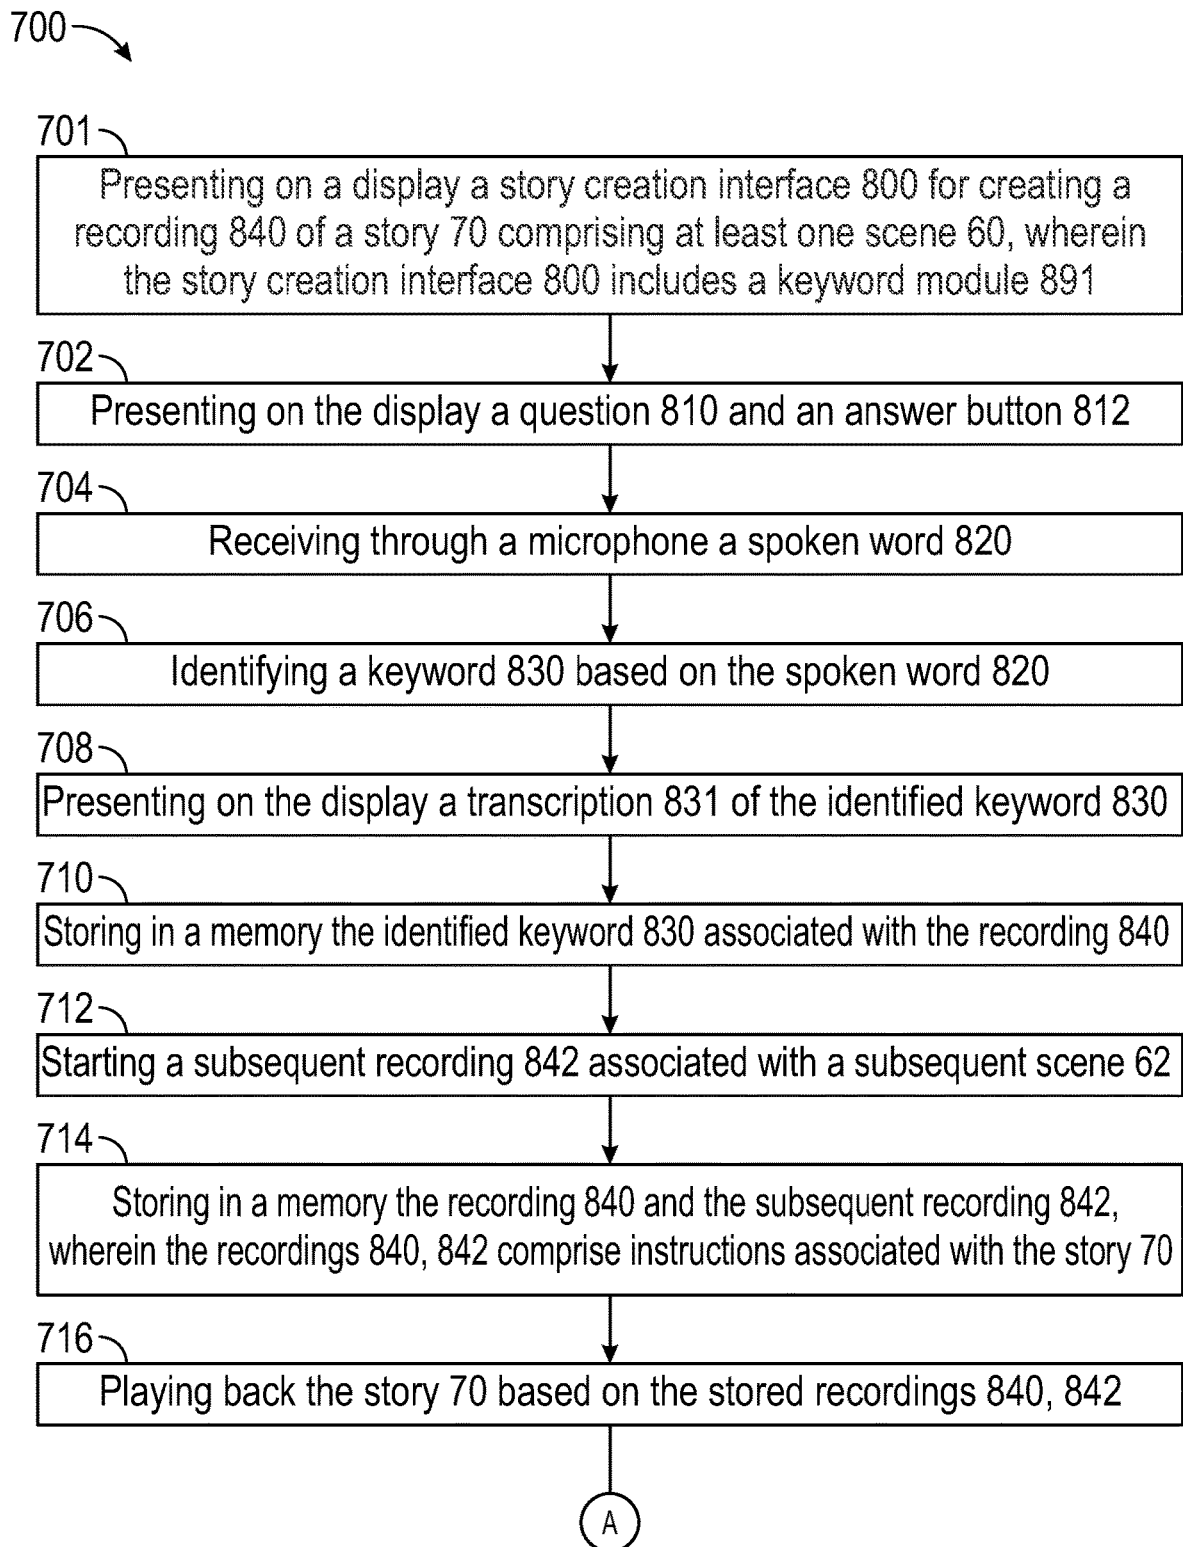 700
701
Presenting on a display a story creation interface 800 for creating a
recording 840 of a story 70 comprising at least one scene 60, wherein
the story creation interface 800 includes a keyword module 891
702
Presenting on the display a question 810 and an answer button 812
704
Receiving through a microphone a spoken word 820
706
Identifying a keyword 830 based on the spoken word 820
708
Presenting on the display a transcription 831 of the identified keyword 830
710
Storing in a memory the identified keyword 830 associated with the recording 840
712
Starting a subsequent recording 842 associated with a subsequent scene 62
714
Storing in a memory the recording 840 and the subsequent recording 842,
wherein the recordings 840, 842 comprise instructions associated with the story 70
716
Playing back the story 70 based on the stored recordings 840, 842
A